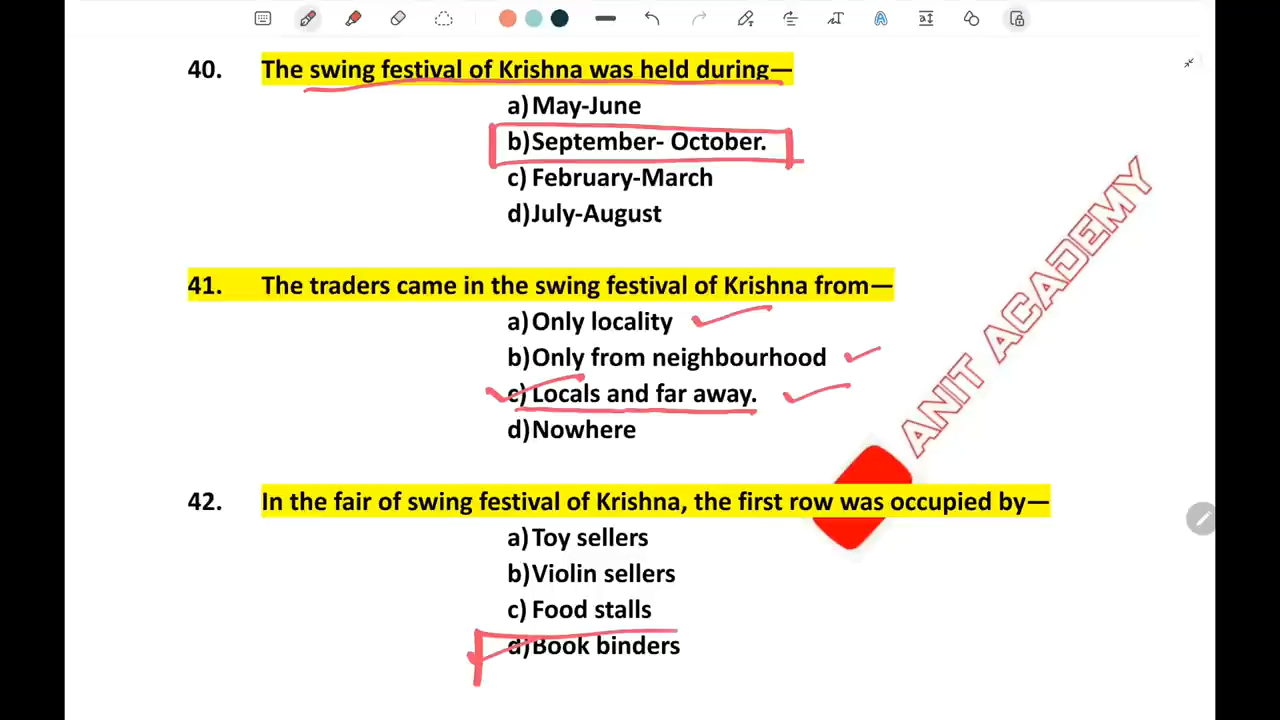 40. The swing festival of Krishna was held during—
a) May-June
b) September- October.
c) February-March
d) July-August
41. The traders came in the swing festival of Krishna from—
a) Only locality
b) Only from neighbourhood
c) Locals and far away.
d) Nowhere
ANIT ACADEMY
42. In the fair of swing festival of Krishna, the first row was occupied by—
a) Toy sellers
b) Violin sellers
c) Food stalls
d) Book binders